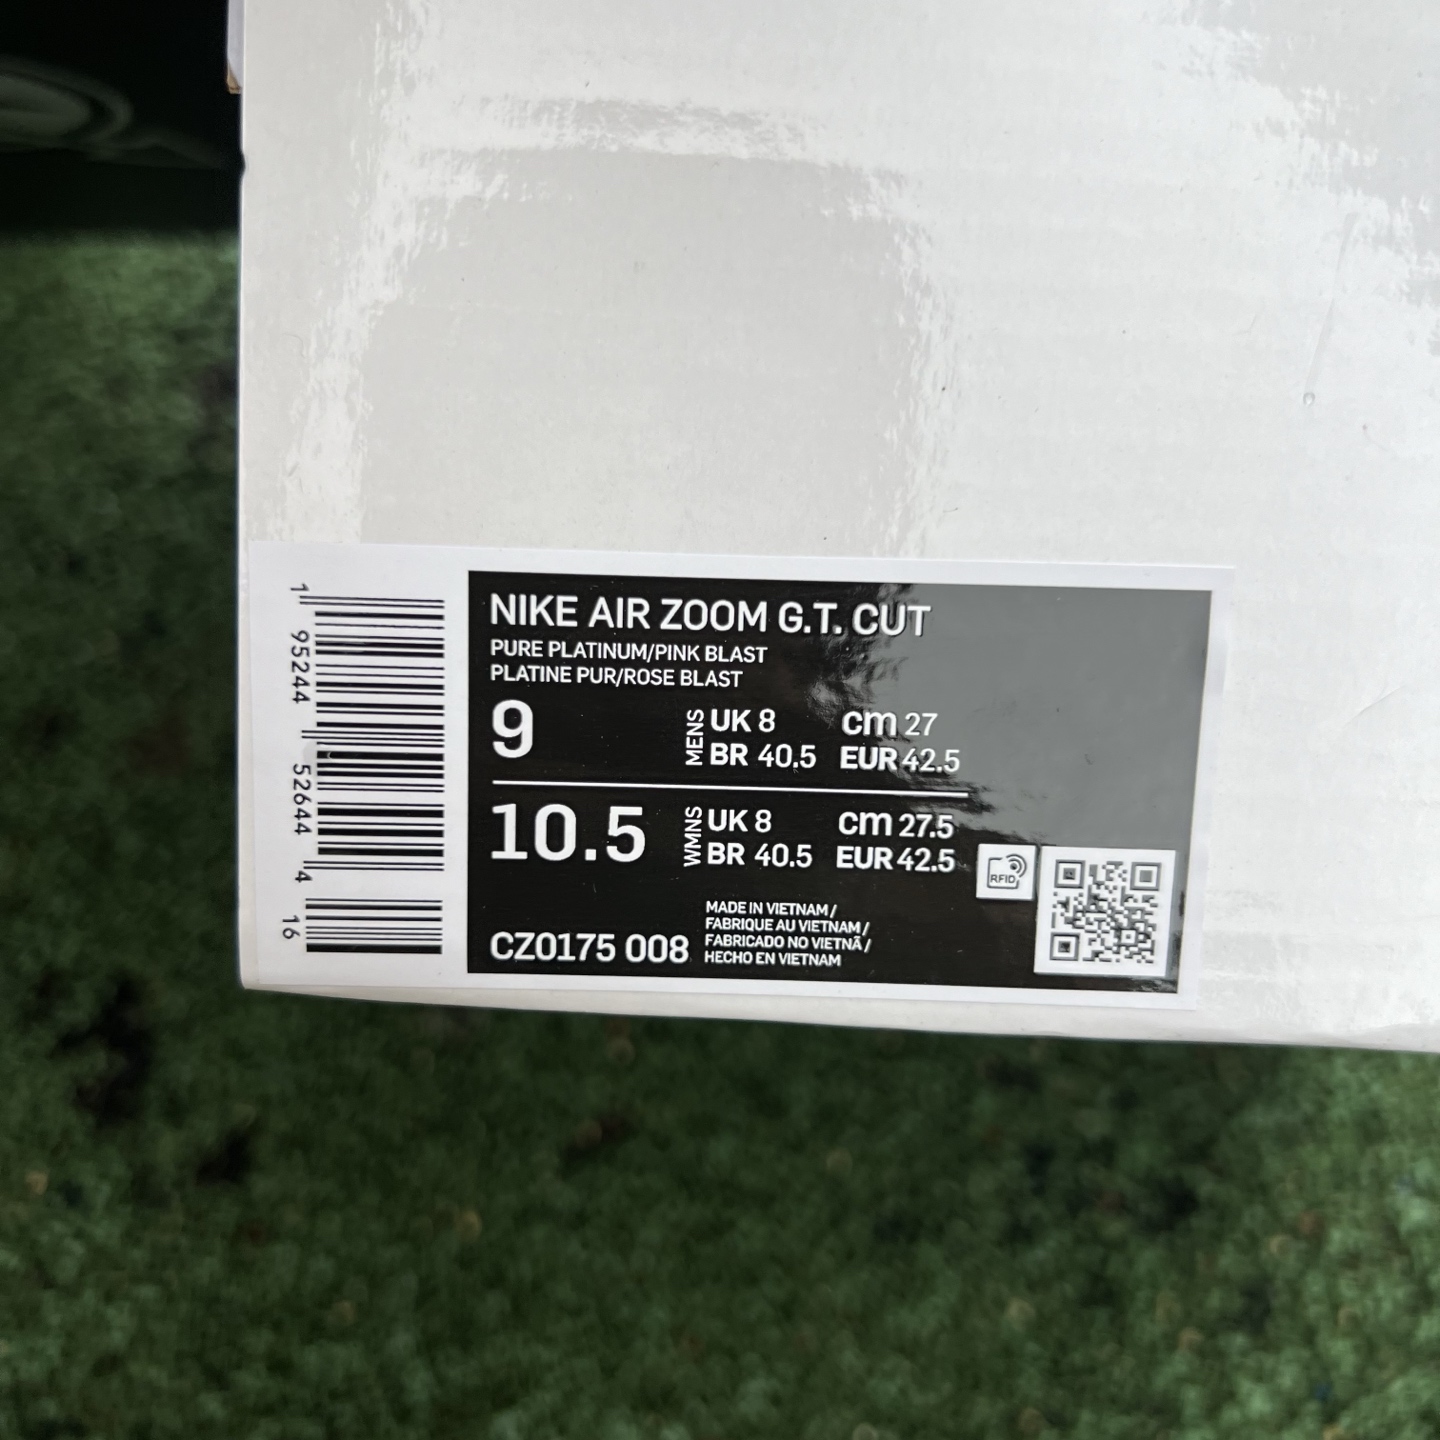 NIKE AIR ZOOM G.T. CUT
PURE PLATINUM/PINK BLAST
PLATINE PUR/ROSE BLAST
9
MENS
UK 8
cm 27
BR 40.5
EUR 42.5
10.5
WMNS
UK 8
cm 27.5
BR 40.5
EUR 42.5
RFID
CZ0175 008
MADE IN VIETNAM/
FABRIQUE AU VIETNAM/
FABRICADO NO VIETNÃ/
HECHO EN VIETNAM
1 95244 52644 4 16